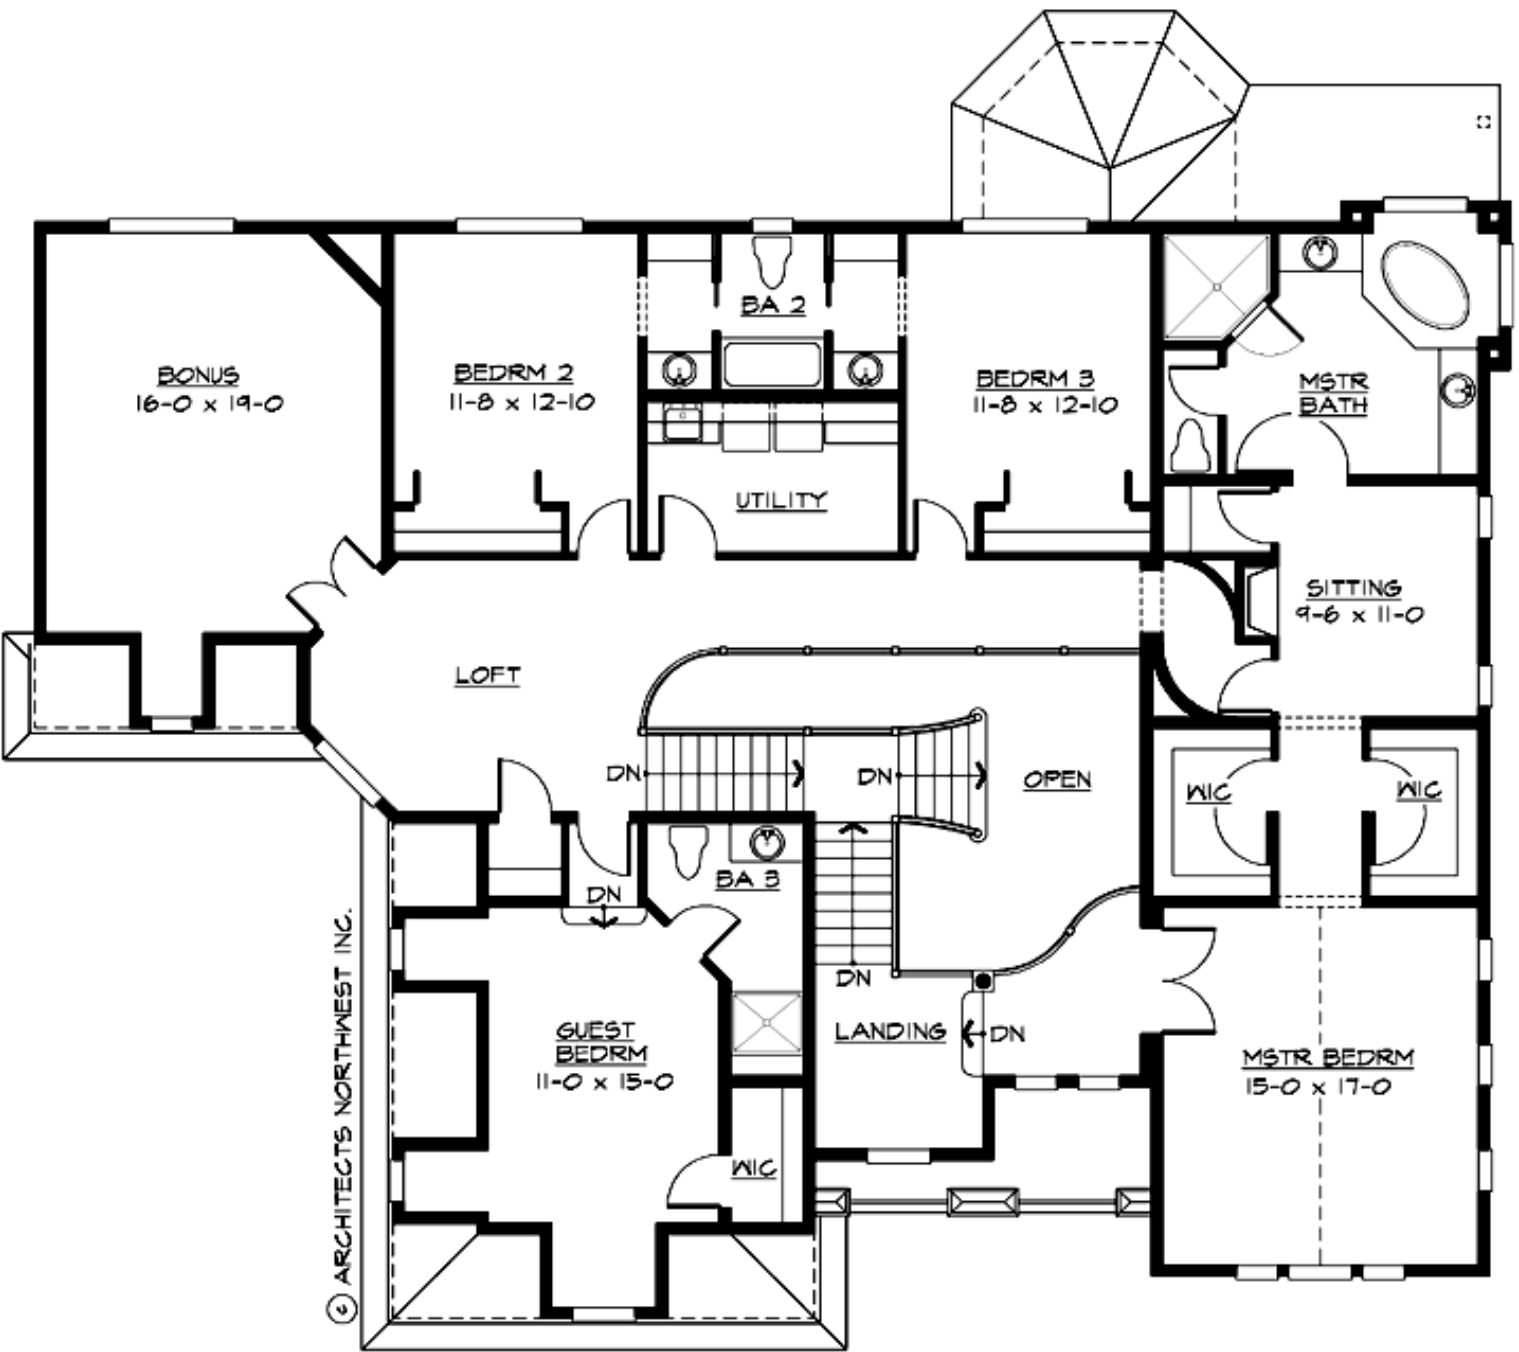 BONUS
16-0 x 19-0
BEDRM 2
11-8 x 12-10
BA 2
UTILITY
BEDRM 3
11-8 x 12-10
MSTR
BATH
SITTING
9-6 x 11-0
LOFT
DN
DN
OPEN
WIC
WIC
DN
BA 3
DN
LANDING
DN
GUEST
BEDRM
11-0 x 15-0
WIC
MSTR BEDRM
15-0 x 17-0
© ARCHITECTS NORTHWEST INC.